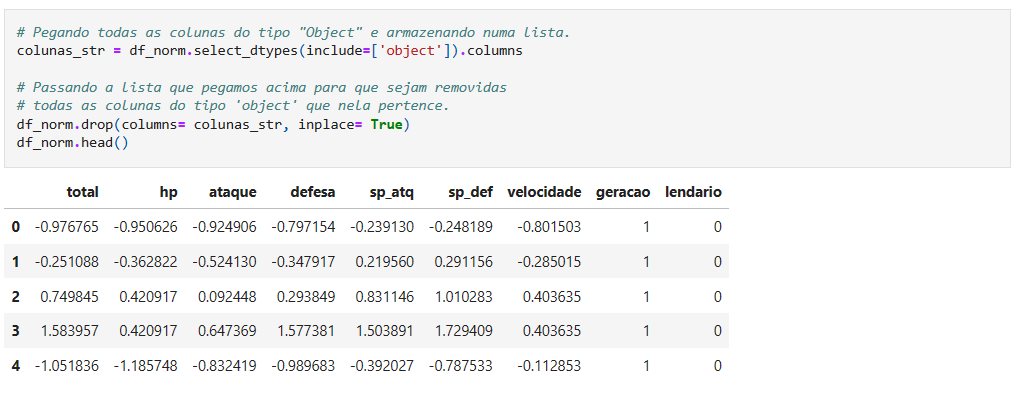 # Pegando todas as colunas do tipo "Object" e armazenando numa lista.
colunas_str = df_norm.select_dtypes(include=['object']).columns
# Passando a lista que pegamos acima para que sejam removidas
# todas as colunas do tipo 'object' que nela pertence.
df_norm.drop(columns= colunas_str, inplace= True)
df_norm.head()
total hp ataque defesa sp_atq sp_def velocidade geracao lendario
0 -0.976765 -0.950626 -0.924906 -0.797154 -0.239130 -0.248189 -0.801503 1 0
1 -0.251088 -0.362822 -0.524130 -0.347917 0.219560 0.291156 -0.285015 1 0
2 0.749845 0.420917 0.092448 0.293849 0.831146 1.010283 0.403635 1 0
3 1.583957 0.420917 0.647369 1.577381 1.503891 1.729409 0.403635 1 0
4 -1.051836 -1.185748 -0.832419 -0.989683 -0.392027 -0.787533 -0.112853 1 0